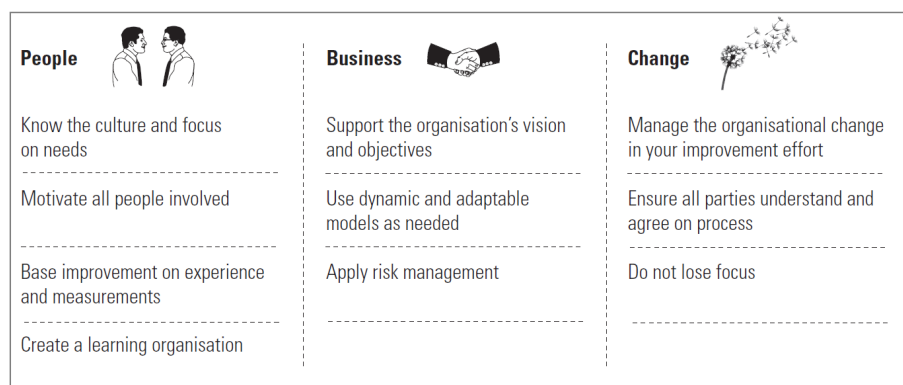 People
Know the culture and focus
on needs
Motivate all people involved
Base improvement on experience
and measurements
Create a learning organisation
Business
Support the organisation's vision
and objectives
Use dynamic and adaptable
models as needed
Apply risk management
Change
Manage the organisational change
in your improvement effort
Ensure all parties understand and
agree on process
Do not lose focus